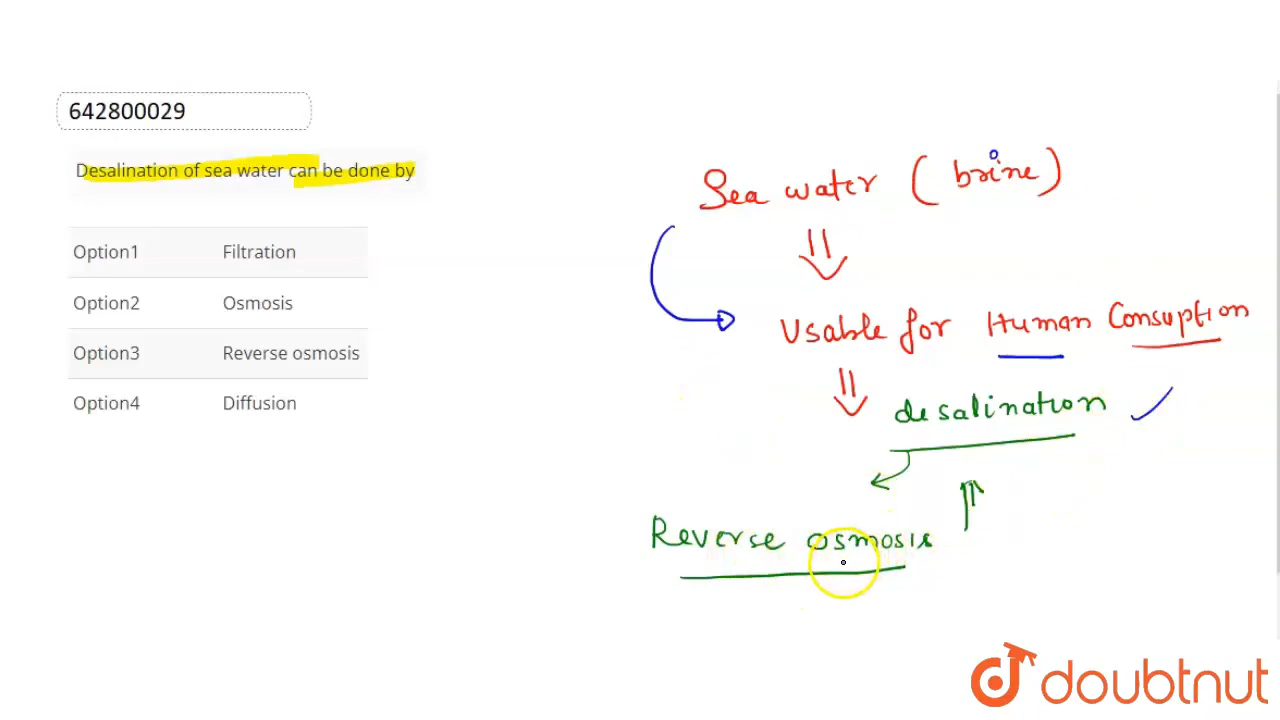 642800029
Desalination of sea water can be done by
Option1 Filtration
Option2 Osmosis
Option3 Reverse osmosis
Option4 Diffusion
Sea water (brine)
Usable for Human Consuption
desalination
Reverse osmosis
doubtnut